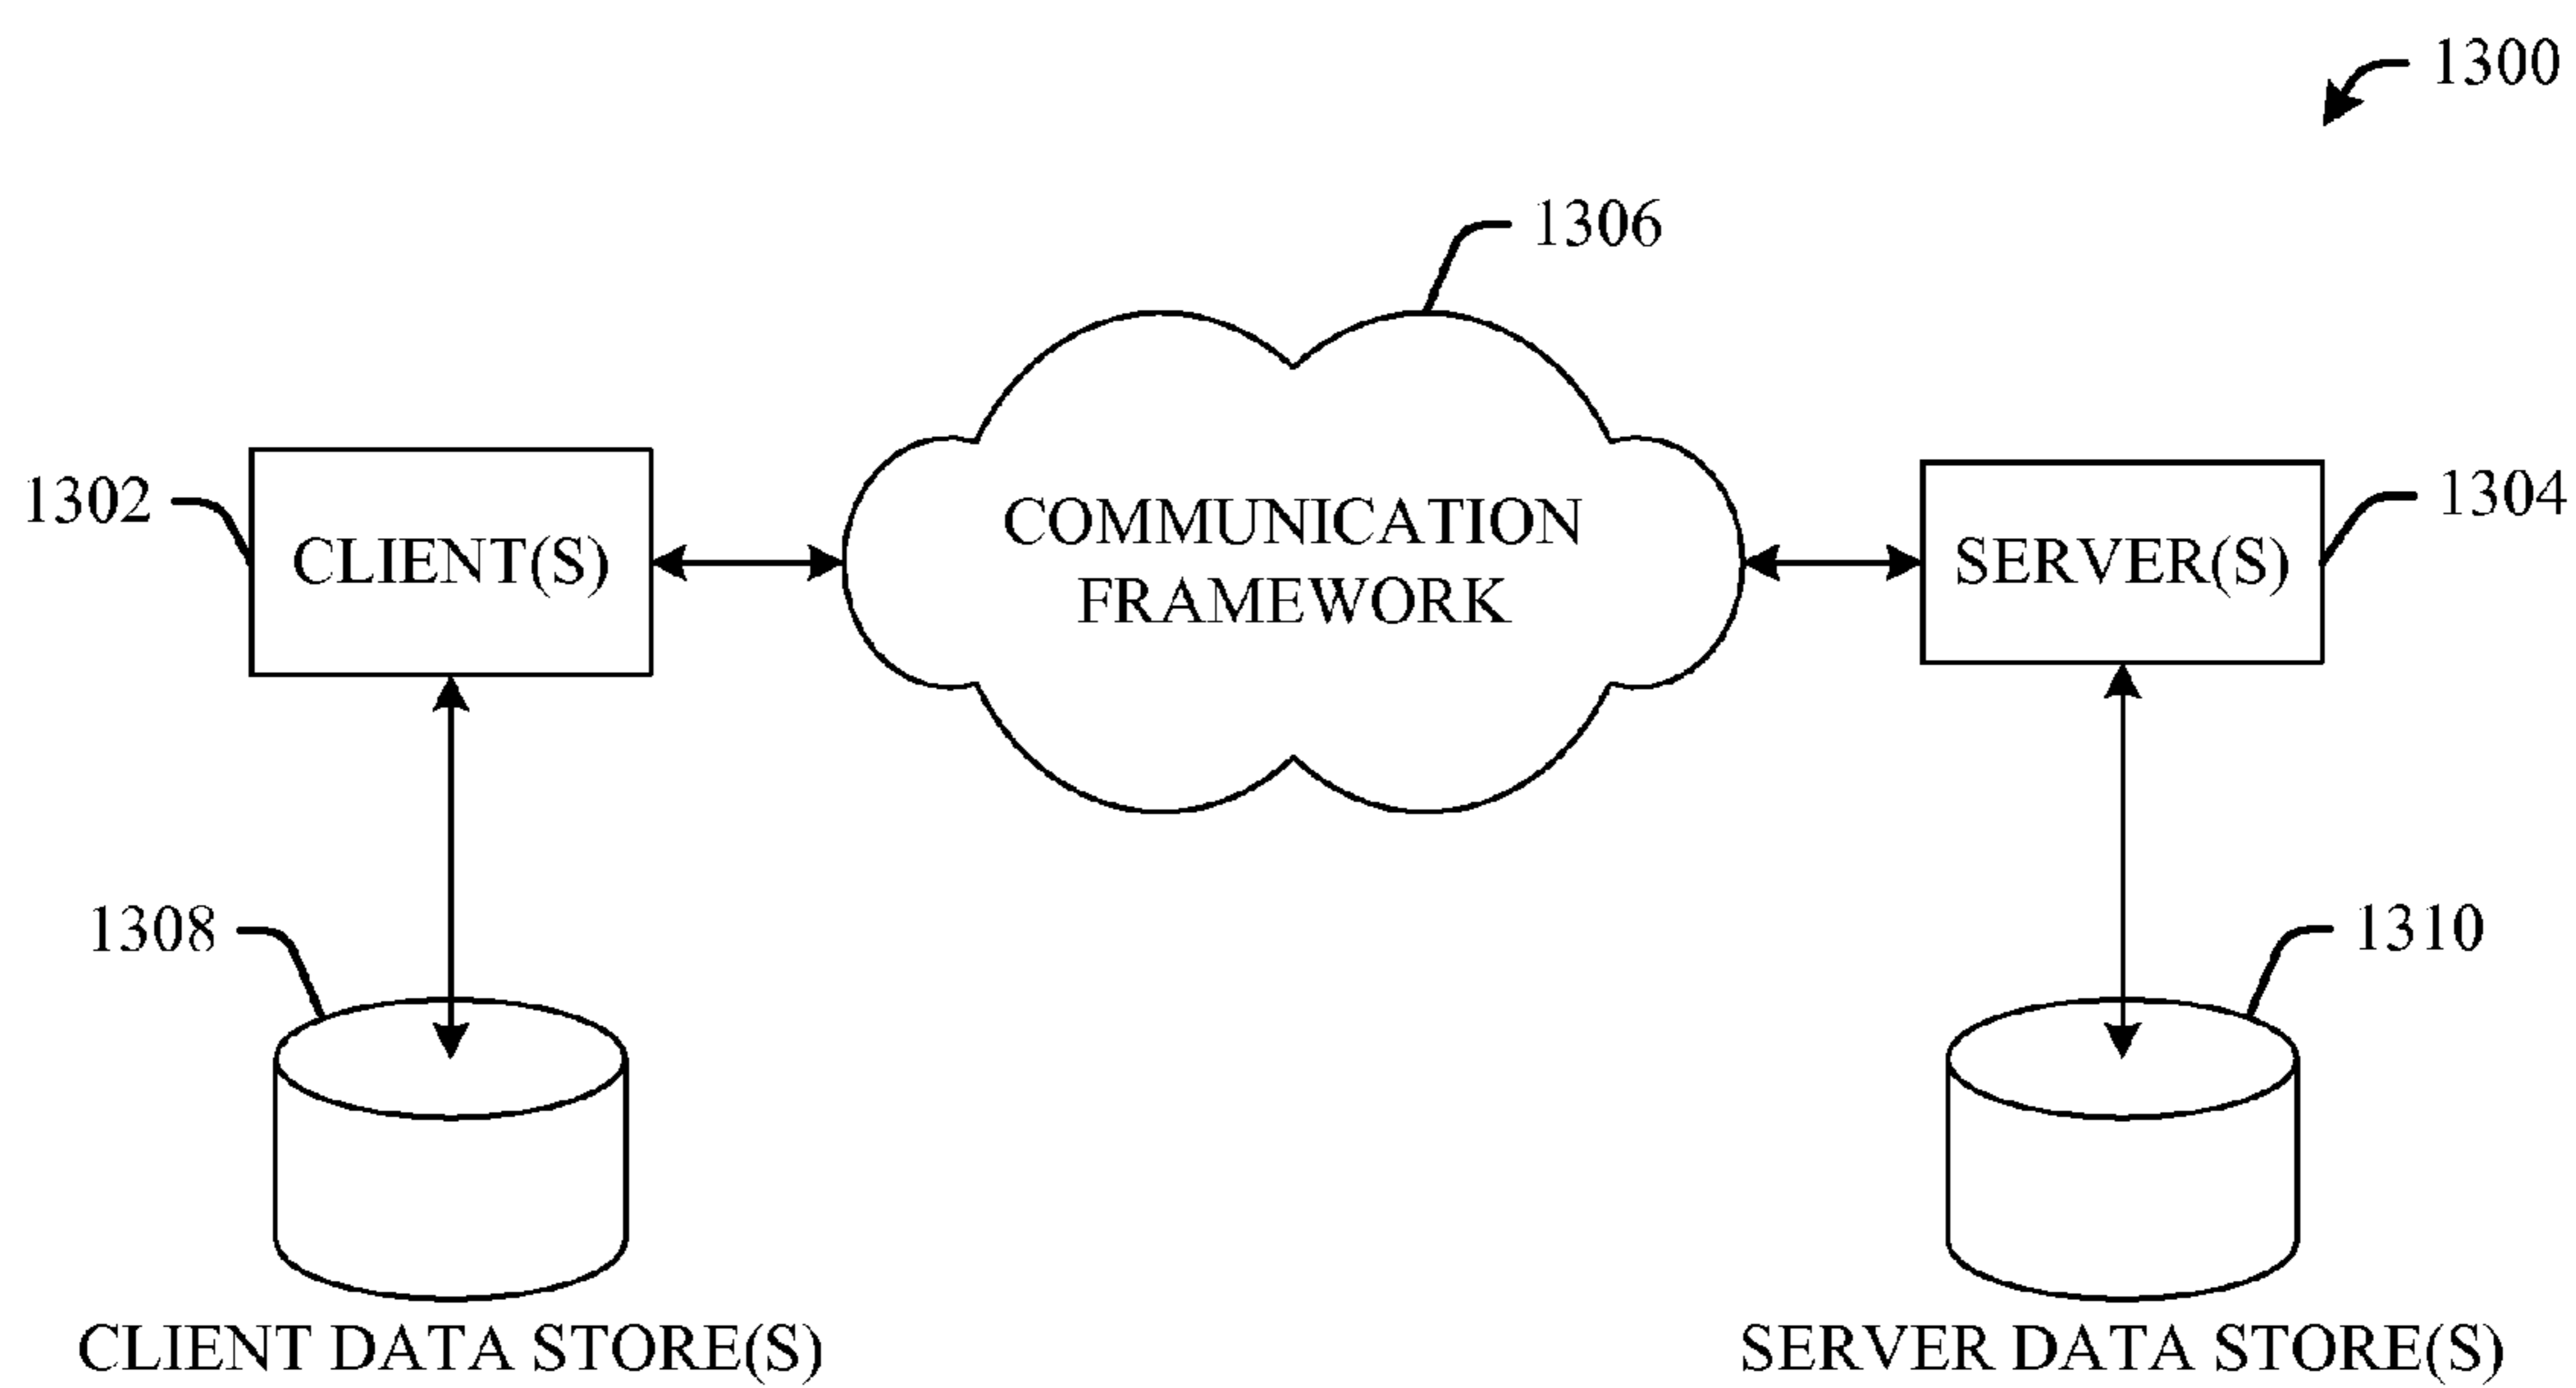 1300
1306
1302
CLIENT(S)
COMMUNICATION
FRAMEWORK
SERVER(S)
1304
1308
1310
CLIENT DATA STORE(S)
SERVER DATA STORE(S)